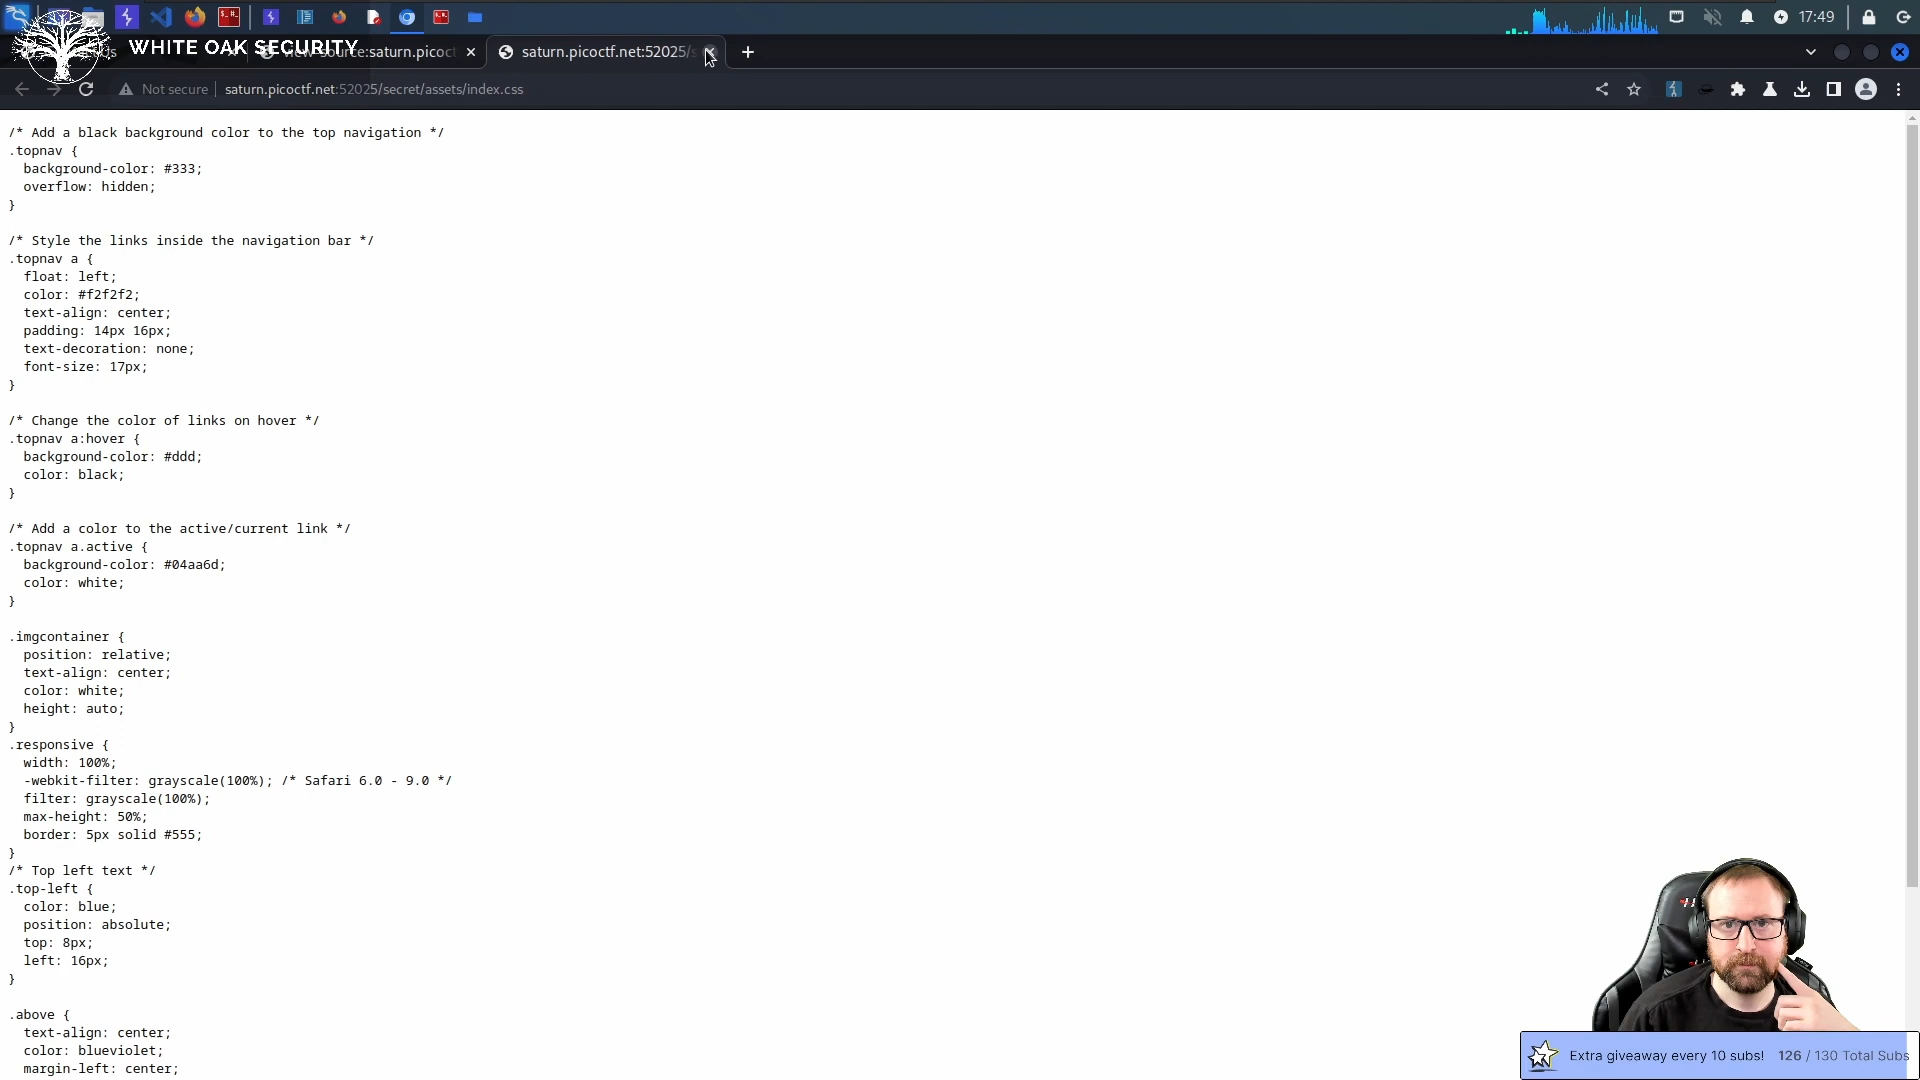 17:49
WHITE OAK SECURITY
view-source:saturn.picoct
saturn.picoctf.net:52025/s
Not secure
saturn.picoctf.net:52025/secret/assets/index.css
/* Add a black background color to the top navigation */
.topnav {
background-color: #333;
overflow: hidden;
}
/* Style the links inside the navigation bar */
.topnav a {
float: left;
color: #f2f2f2;
text-align: center;
padding: 14px 16px;
text-decoration: none;
font-size: 17px;
}
/* Change the color of links on hover */
.topnav a:hover {
background-color: #ddd;
color: black;
}
/* Add a color to the active/current link */
.topnav a.active {
background-color: #04aa6d;
color: white;
}
.imgcontainer {
position: relative;
text-align: center;
color: white;
height: auto;
}
.responsive {
width: 100%;
-webkit-filter: grayscale(100%); /* Safari 6.0 - 9.0 */
filter: grayscale(100%);
max-height: 50%;
border: 5px solid #555;
}
/* Top left text */
.top-left {
color: blue;
position: absolute;
top: 8px;
left: 16px;
}
.above {
text-align: center;
color: blueviolet;
margin-left: center;
Extra giveaway every 10 subs! 126 / 130 Total Subs